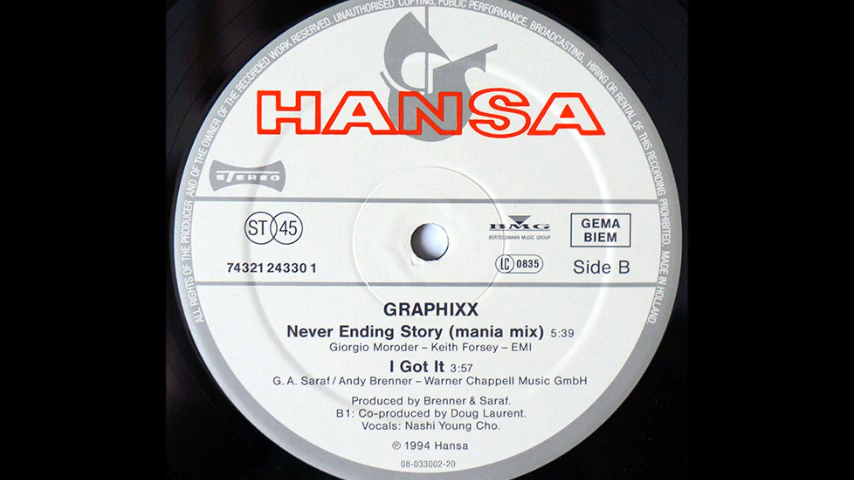 ALL RIGHTS OF THE PRODUCER AND OF THE OWNER OF THE RECORDED WORK RESERVED. UNAUTHORISED COPYING, PUBLIC PERFORMANCE, BROADCASTING, HIRING OR RENTAL OF THIS RECORDING PROHIBITED. MADE IN HOLLAND.
HANSA
STEREO
ST 45
BMG
BERTELSMANN MUSIC GROUP
GEMA
BIEM
74321 24330 1
LC 0835
Side B
GRAPHIXX
Never Ending Story (mania mix) 5:39
Giorgio Moroder – Keith Forsey – EMI
I Got It 3:57
G. A. Saraf / Andy Brenner – Warner Chappell Music GmbH
Produced by Brenner & Saraf.
B1: Co-produced by Doug Laurent.
Vocals: Nashi Young Cho.
℗ 1994 Hansa
08-033002-20